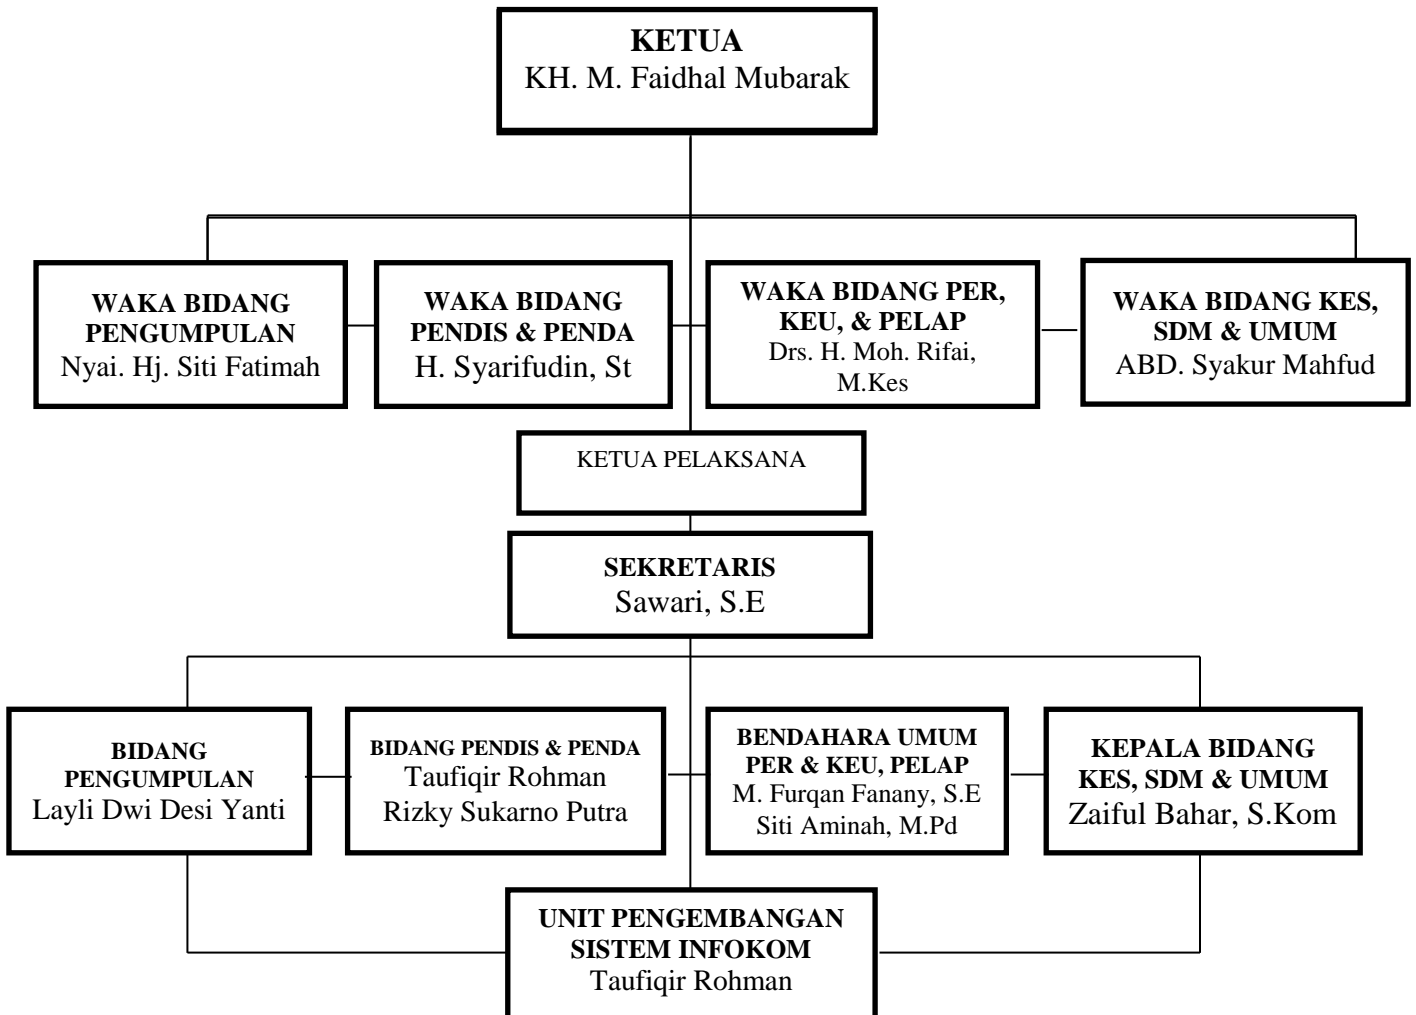 KETUA
KH. M. Faidhal Mubarak
WAKA BIDANG
PENGUMPULAN
Nyai. Hj. Siti Fatimah
WAKA BIDANG
PENDIS & PENDA
H. Syarifudin, St
WAKA BIDANG PER,
KEU, & PELAP
Drs. H. Moh. Rifai,
M.Kes
WAKA BIDANG KES,
SDM & UMUM
ABD. Syakur Mahfud
KETUA PELAKSANA
SEKRETARIS
Sawari, S.E
BIDANG
PENGUMPULAN
Layli Dwi Desi Yanti
BIDANG PENDIS & PENDA
Taufiqir Rohman
Rizky Sukarno Putra
BENDAHARA UMUM
PER & KEU, PELAP
M. Furqan Fanany, S.E
Siti Aminah, M.Pd
KEPALA BIDANG
KES, SDM & UMUM
Zaiful Bahar, S.Kom
UNIT PENGEMBANGAN
SISTEM INFOKOM
Taufiqir Rohman